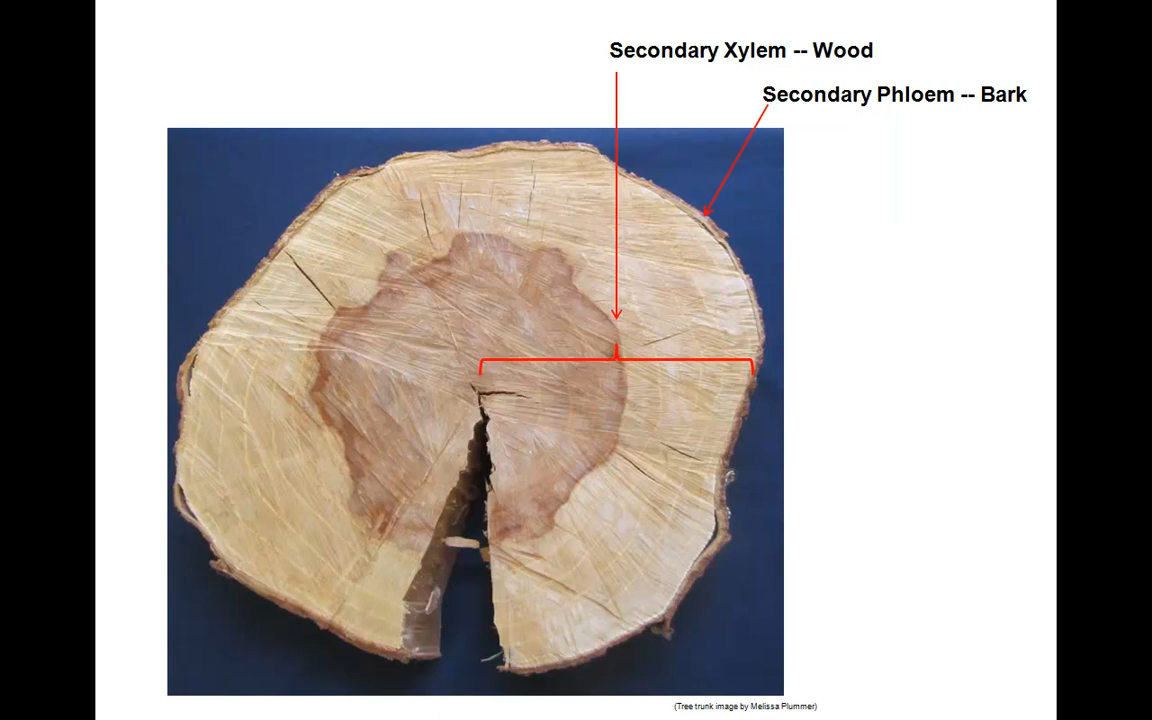 Secondary Xylem -- Wood
Secondary Phloem -- Bark
(Tree trunk image by Melissa Plummer)